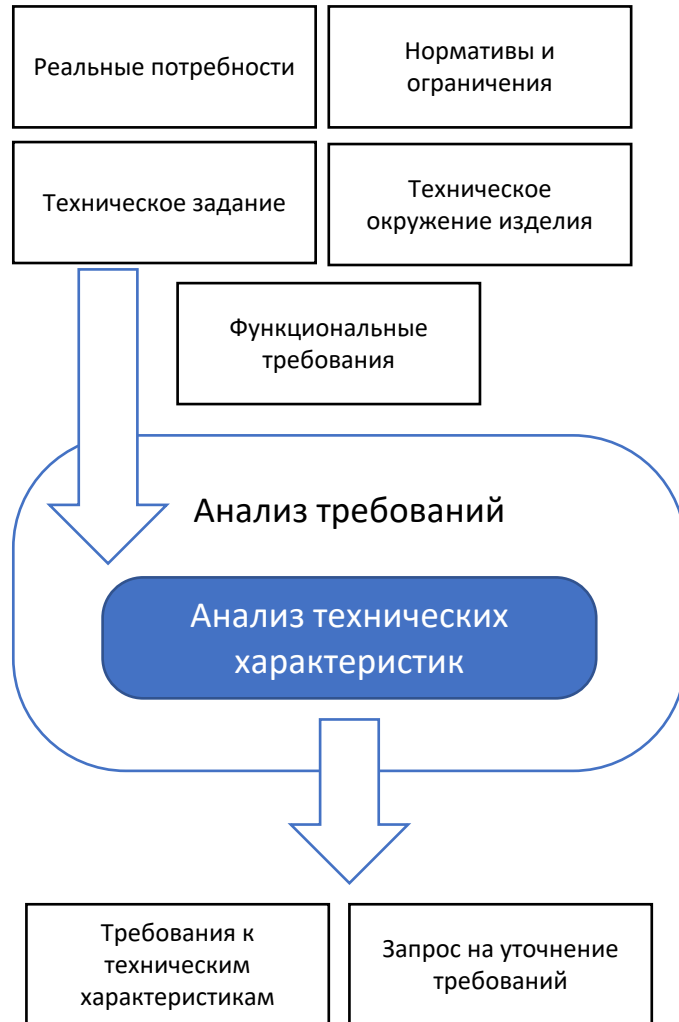 Реальные потребности
Нормативы и
ограничения
Техническое задание
Техническое
окружение изделия
Функциональные
требования
Анализ требований
Анализ технических
характеристик
Требования к
техническим
характеристикам
Запрос на уточнение
требований